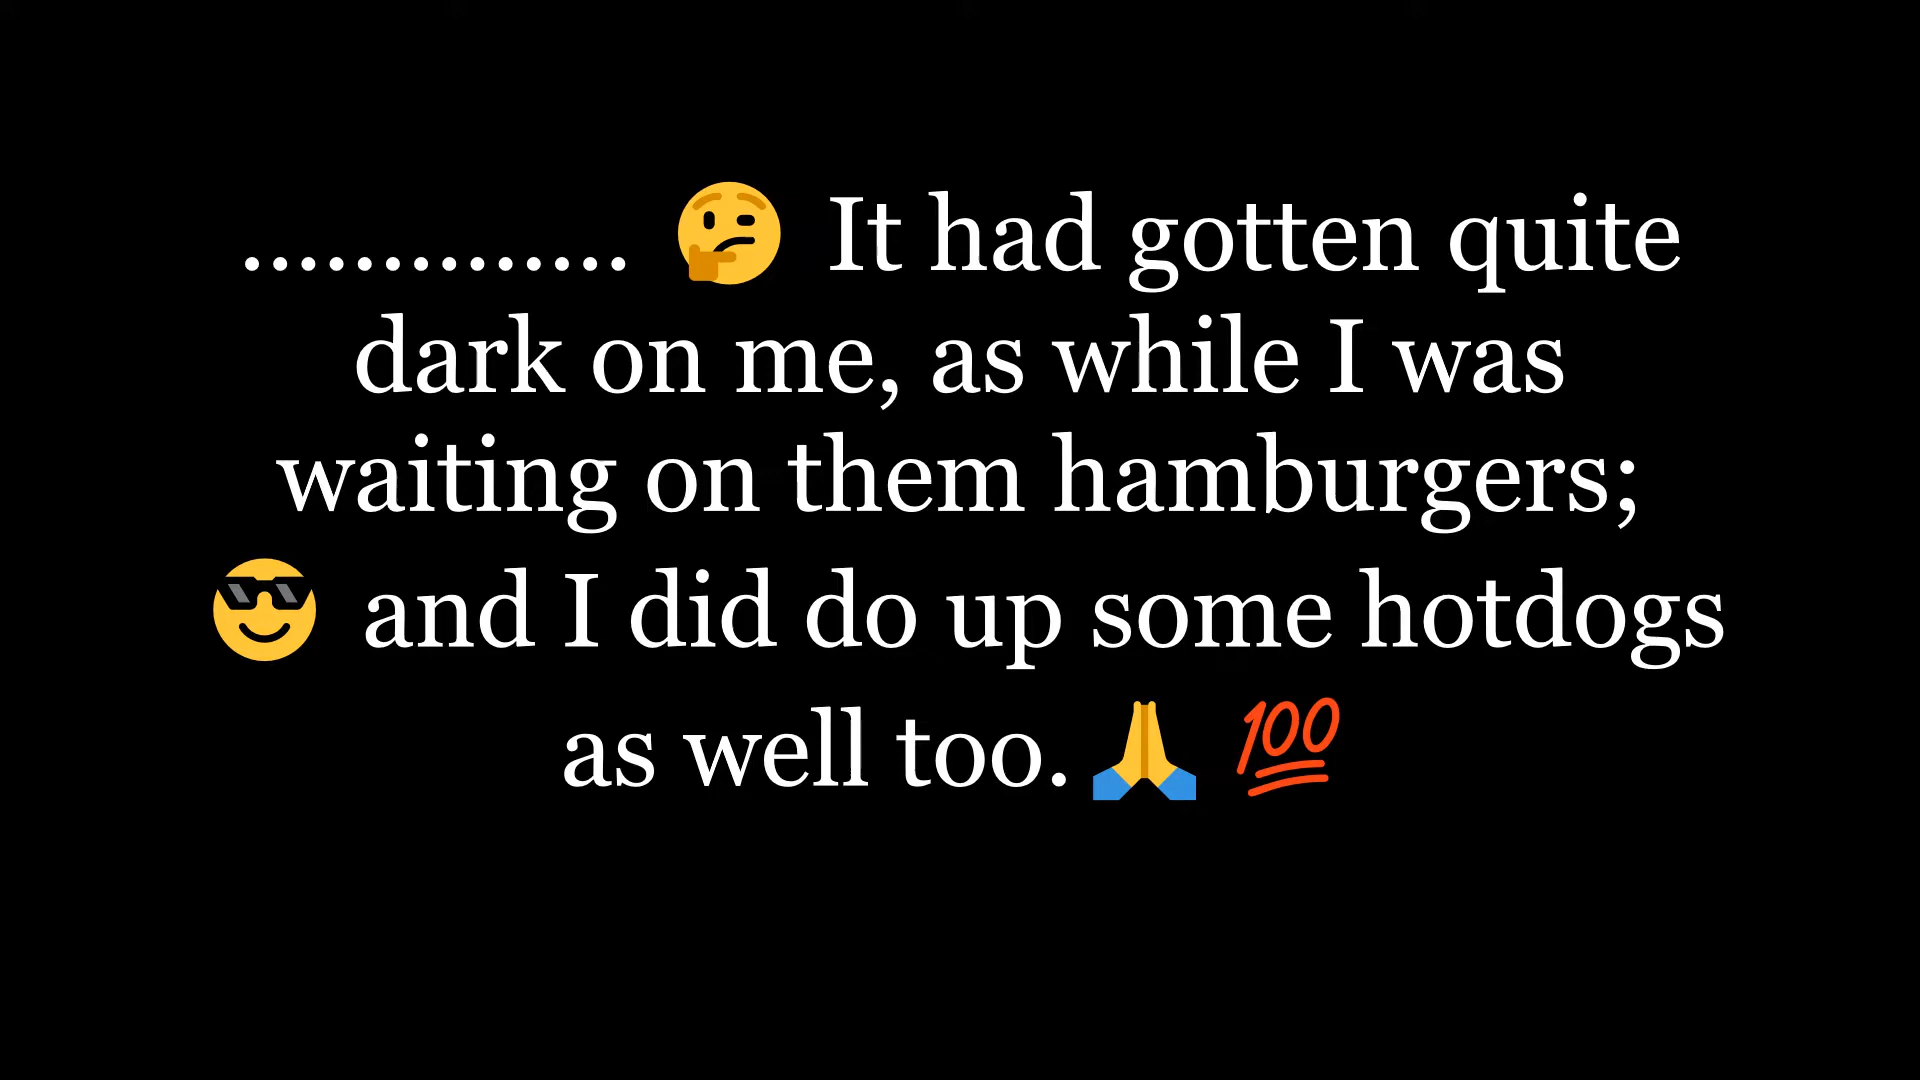 .............. 🤔 It had gotten quite
dark on me, as while I was
waiting on them hamburgers;
😎 and I did do up some hotdogs
as well too.🙏 💯